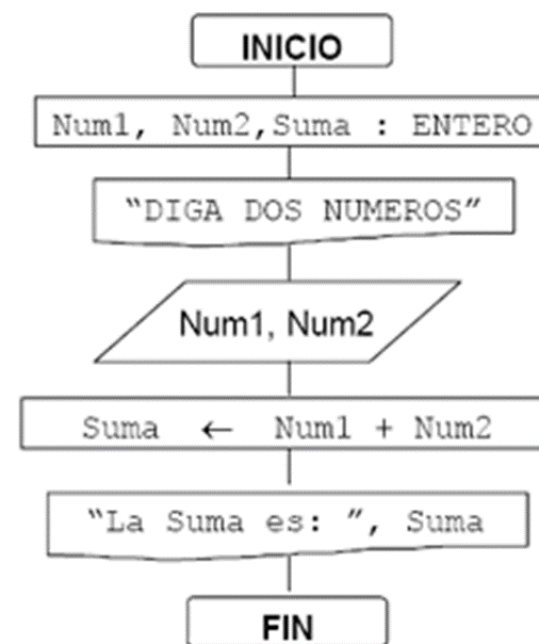 INICIO
Num1, Num2,Suma : ENTERO
“DIGA DOS NUMEROS”
Num1, Num2
Suma ← Num1 + Num2
“La Suma es: ”, Suma
FIN